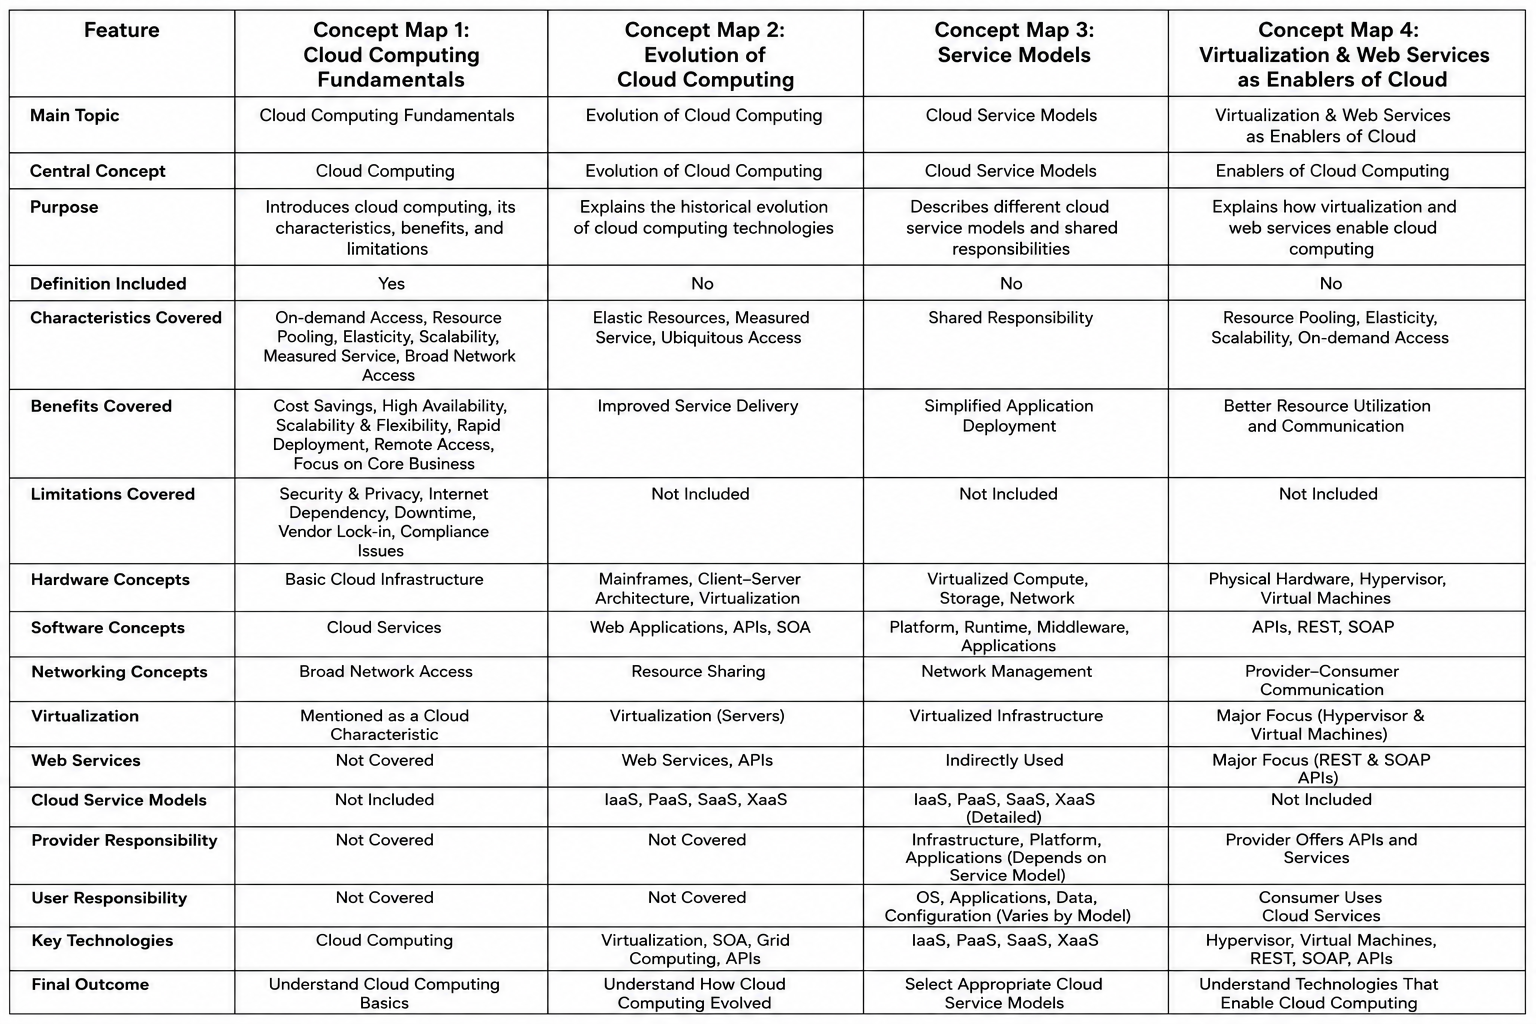 Feature
Concept Map 1:
Cloud Computing
Fundamentals
Concept Map 2:
Evolution of
Cloud Computing
Concept Map 3:
Service Models
Concept Map 4:
Virtualization & Web Services
as Enablers of Cloud
Main Topic
Cloud Computing Fundamentals
Evolution of Cloud Computing
Cloud Service Models
Virtualization & Web Services
as Enablers of Cloud
Central Concept
Cloud Computing
Evolution of Cloud Computing
Cloud Service Models
Enablers of Cloud Computing
Purpose
Introduces cloud computing, its
characteristics, benefits, and
limitations
Explains the historical evolution
of cloud computing technologies
Describes different cloud
service models and shared
responsibilities
Explains how virtualization and
web services enable cloud
computing
Definition Included
Yes
No
No
No
Characteristics Covered
On-demand Access, Resource
Pooling, Elasticity, Scalability,
Measured Service, Broad Network
Access
Elastic Resources, Measured
Service, Ubiquitous Access
Shared Responsibility
Resource Pooling, Elasticity,
Scalability, On-demand Access
Benefits Covered
Cost Savings, High Availability,
Scalability & Flexibility, Rapid
Deployment, Remote Access,
Focus on Core Business
Improved Service Delivery
Simplified Application
Deployment
Better Resource Utilization
and Communication
Limitations Covered
Security & Privacy, Internet
Dependency, Downtime,
Vendor Lock-in, Compliance
Issues
Not Included
Not Included
Not Included
Hardware Concepts
Basic Cloud Infrastructure
Mainframes, Client–Server
Architecture, Virtualization
Virtualized Compute,
Storage, Network
Physical Hardware, Hypervisor,
Virtual Machines
Software Concepts
Cloud Services
Web Applications, APIs, SOA
Platform, Runtime, Middleware,
Applications
APIs, REST, SOAP
Networking Concepts
Broad Network Access
Resource Sharing
Network Management
Provider–Consumer
Communication
Virtualization
Mentioned as a Cloud
Characteristic
Virtualization (Servers)
Virtualized Infrastructure
Major Focus (Hypervisor &
Virtual Machines)
Web Services
Not Covered
Web Services, APIs
Indirectly Used
Major Focus (REST & SOAP
APIs)
Cloud Service Models
Not Included
IaaS, PaaS, SaaS, XaaS
IaaS, PaaS, SaaS, XaaS
(Detailed)
Not Included
Provider Responsibility
Not Covered
Not Covered
Infrastructure, Platform,
Applications (Depends on
Service Model)
Provider Offers APIs and
Services
User Responsibility
Not Covered
Not Covered
OS, Applications, Data,
Configuration (Varies by Model)
Consumer Uses
Cloud Services
Key Technologies
Cloud Computing
Virtualization, SOA, Grid
Computing, APIs
IaaS, PaaS, SaaS, XaaS
Hypervisor, Virtual Machines,
REST, SOAP, APIs
Final Outcome
Understand Cloud Computing
Basics
Understand How Cloud
Computing Evolved
Select Appropriate Cloud
Service Models
Understand Technologies That
Enable Cloud Computing